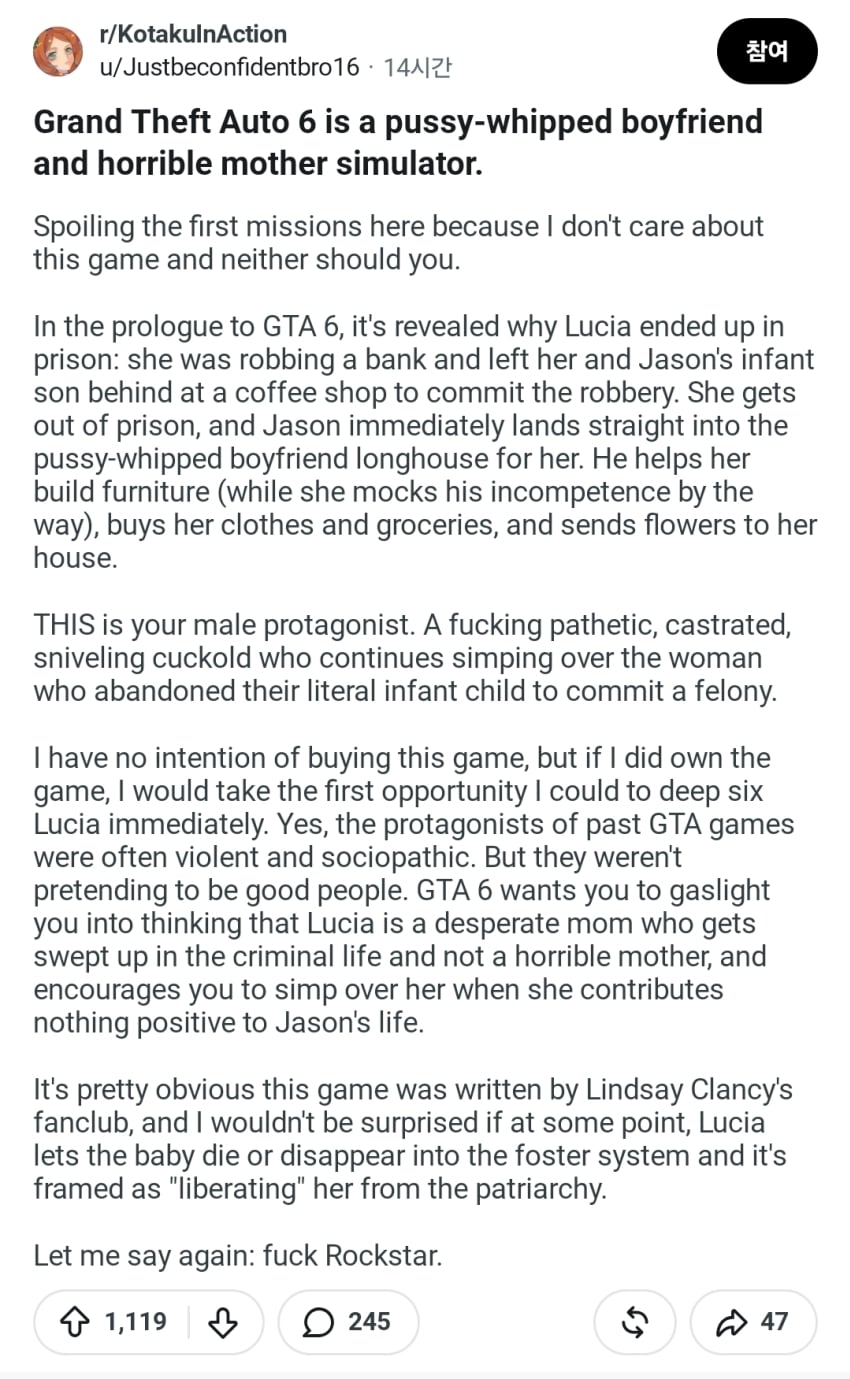 r/KotakuInAction
u/Justbeconfidentbro16 · 14시간
참여
Grand Theft Auto 6 is a pussy-whipped boyfriend
and horrible mother simulator.
Spoiling the first missions here because I don't care about
this game and neither should you.
In the prologue to GTA 6, it's revealed why Lucia ended up in
prison: she was robbing a bank and left her and Jason's infant
son behind at a coffee shop to commit the robbery. She gets
out of prison, and Jason immediately lands straight into the
pussy-whipped boyfriend longhouse for her. He helps her
build furniture (while she mocks his incompetence by the
way), buys her clothes and groceries, and sends flowers to her
house.
THIS is your male protagonist. A fucking pathetic, castrated,
sniveling cuckold who continues simping over the woman
who abandoned their literal infant child to commit a felony.
I have no intention of buying this game, but if I did own the
game, I would take the first opportunity I could to deep six
Lucia immediately. Yes, the protagonists of past GTA games
were often violent and sociopathic. But they weren't
pretending to be good people. GTA 6 wants you to gaslight
you into thinking that Lucia is a desperate mom who gets
swept up in the criminal life and not a horrible mother, and
encourages you to simp over her when she contributes
nothing positive to Jason's life.
It's pretty obvious this game was written by Lindsay Clancy's
fanclub, and I wouldn't be surprised if at some point, Lucia
lets the baby die or disappear into the foster system and it's
framed as "liberating" her from the patriarchy.
Let me say again: fuck Rockstar.
1,119 245 47